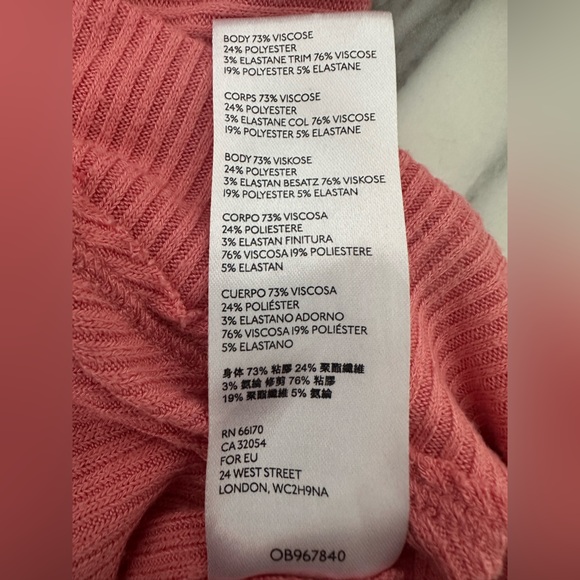 BODY 73% VISCOSE
24% POLYESTER
3% ELASTANE TRIM 76% VISCOSE
19% POLYESTER 5% ELASTANE
CORPS 73% VISCOSE
24% POLYESTER
3% ELASTANE COL 76% VISCOSE
19% POLYESTER 5% ELASTANE
BODY 73% VISKOSE
24% POLYESTER
3% ELASTAN BESATZ 76% VISKOSE
19% POLYESTER 5% ELASTAN
CORPO 73% VISCOSA
24% POLIESTERE
3% ELASTAN FINITURA
76% VISCOSA 19% POLIESTERE
5% ELASTAN
CUERPO 73% VISCOSA
24% POLIÉSTER
3% ELASTANO ADORNO
76% VISCOSA 19% POLIÉSTER
5% ELASTANO
身体 73% 粘膠 24% 聚酯纖維
3% 氨綸 修剪 76% 粘膠
19% 聚酯纖維 5% 氨綸
RN 66170
CA 32054
FOR EU
24 WEST STREET
LONDON, WC2H9NA
OB967840